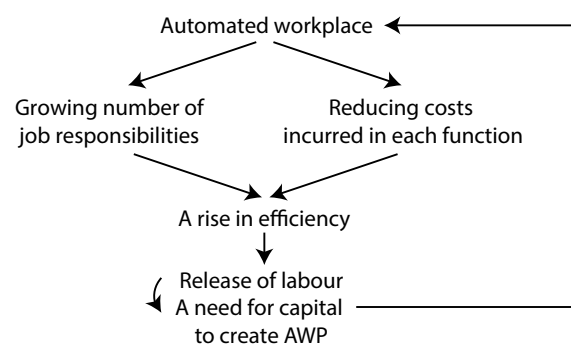 Automated workplace
Growing number of
job responsibilities
Reducing costs
incurred in each function
A rise in efficiency
Release of labour
A need for capital
to create AWP